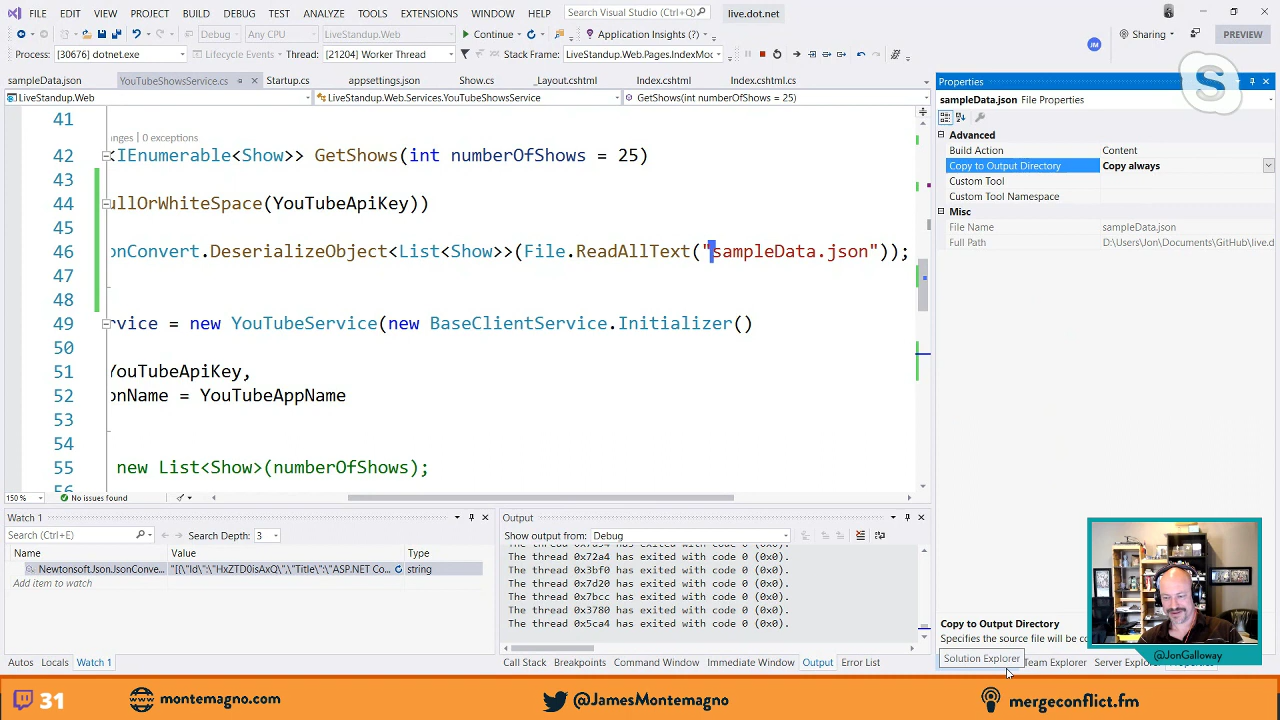 FILE EDIT VIEW PROJECT BUILD DEBUG TEST ANALYZE TOOLS EXTENSIONS WINDOW HELP Search Visual Studio (Ctrl+Q) live.dot.net
Debug Any CPU LiveStandup.Web Continue Application Insights Sharing PREVIEW
Process: [30676] dotnet.exe Lifecycle Events Thread: [21204] Worker Thread Stack Frame: LiveStandup.Web.Pages.IndexMod JM
sampleData.json YouTubeShowsService.cs Startup.cs appsettings.json Show.cs _Layout.cshtml Index.cshtml Index.cshtml.cs
LiveStandup.Web LiveStandup.Web.Services.YouTubeShowsService GetShows(int numberOfShows = 25)
41
anges | 0 exceptions
42 <IEnumerable<Show>> GetShows(int numberOfShows = 25)
43
44 ullOrWhiteSpace(YouTubeApiKey))
45
46 onConvert.DeserializeObject<List<Show>>(File.ReadAllText("sampleData.json"));
47
48
49 rvice = new YouTubeService(new BaseClientService.Initializer()
50
51 YouTubeApiKey,
52 onName = YouTubeAppName
53
54
55 new List<Show>(numberOfShows);
56
150 % No issues found
Properties
sampleData.json File Properties
Advanced
Build Action Content
Copy to Output Directory Copy always
Custom Tool
Custom Tool Namespace
Misc
File Name sampleData.json
Full Path D:\Users\Jon\Documents\GitHub\live.d
Copy to Output Directory
Specifies the source file will be co
Solution Explorer Team Explorer Server Explo Properties
Watch 1
Search (Ctrl+E) Search Depth: 3
Name Value Type
NewtonsoftJsonJsonConve... "[{\"Id\":\"HxZTD0isAxQ\",\"Title\":\"ASP.NET Co... string
Add item to watch
Autos Locals Watch 1
Output
Show output from: Debug
The thread 0x72a4 has exited with code 0 (0x0).
The thread 0x3bf0 has exited with code 0 (0x0).
The thread 0x7d20 has exited with code 0 (0x0).
The thread 0x7bcc has exited with code 0 (0x0).
The thread 0x3780 has exited with code 0 (0x0).
The thread 0x5ca4 has exited with code 0 (0x0).
Call Stack Breakpoints Command Window Immediate Window Output Error List
@JonGalloway
31 montemagno.com @JamesMontemagno mergeconflict.fm